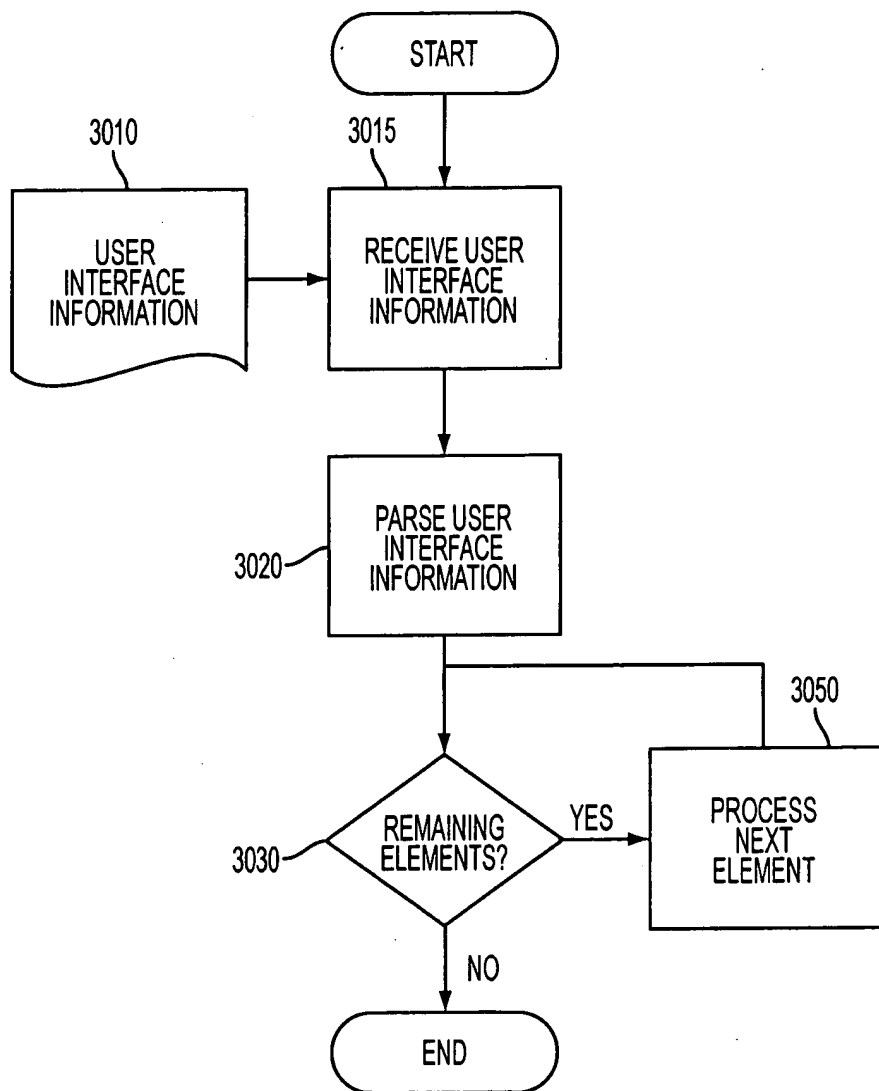 START
3010
3015
USER
INTERFACE
INFORMATION
RECEIVE USER
INTERFACE
INFORMATION
3020
PARSE USER
INTERFACE
INFORMATION
3050
3030
REMAINING
ELEMENTS?
YES
PROCESS
NEXT
ELEMENT
NO
END